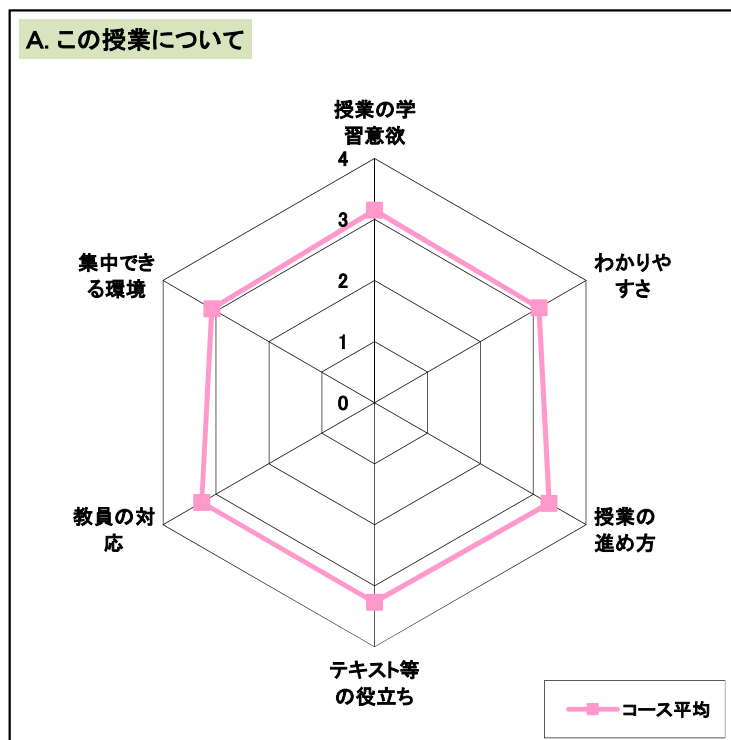 A. この授業について
授業の学
習意欲
4
3
2
1
0
集中でき
る環境
わかりや
すさ
教員の対
応
授業の
進め方
テキスト等
の役立ち
コース平均